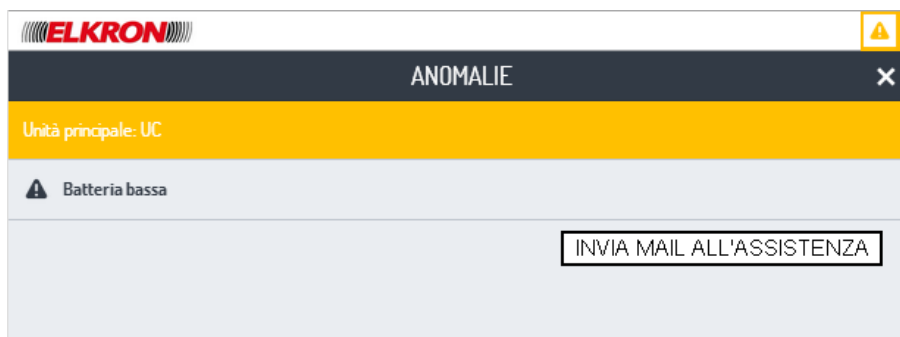 ELKRON
ANOMALIE
Unità principale: UC
Batteria bassa
INVIA MAIL ALL'ASSISTENZA